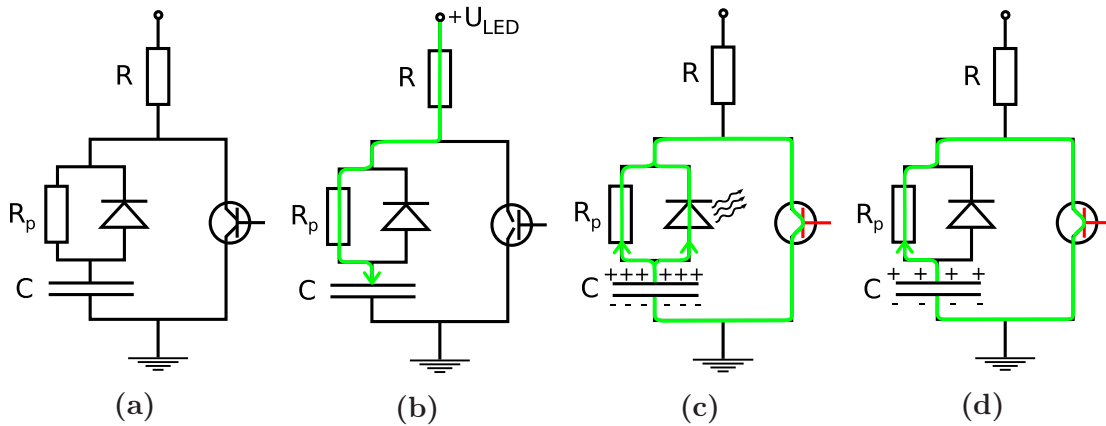 R
R_p
C
(a)
+U_LED
R
R_p
C
(b)
R
R_p
+++ +++
C
- - - - - -
(c)
R
R_p
+ + + +
C
- - - -
(d)